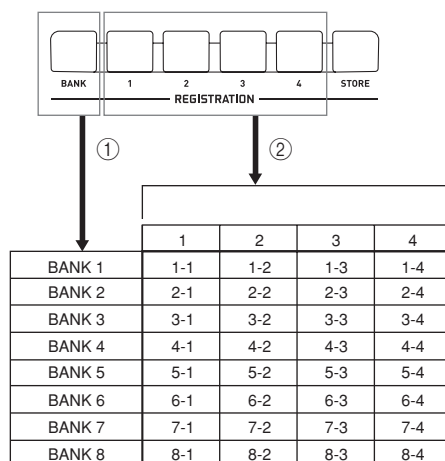 BANK 1 2 3 4 STORE
REGISTRATION
① ②
1 2 3 4
BANK 1 1-1 1-2 1-3 1-4
BANK 2 2-1 2-2 2-3 2-4
BANK 3 3-1 3-2 3-3 3-4
BANK 4 4-1 4-2 4-3 4-4
BANK 5 5-1 5-2 5-3 5-4
BANK 6 6-1 6-2 6-3 6-4
BANK 7 7-1 7-2 7-3 7-4
BANK 8 8-1 8-2 8-3 8-4